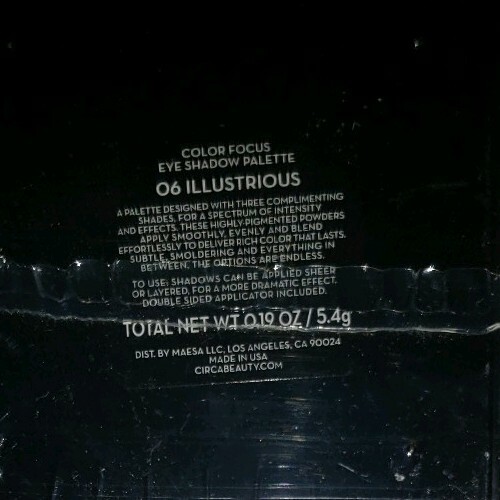 COLOR FOCUS
EYE SHADOW PALETTE
06 ILLUSTRIOUS
A PALETTE DESIGNED WITH THREE COMPLIMENTING
SHADES, FOR A SPECTRUM OF INTENSITY
AND EFFECTS. THESE HIGHLY-PIGMENTED POWDERS
APPLY SMOOTHLY, EVENLY AND BLEND
EFFORTLESSLY TO DELIVER RICH COLOR THAT LASTS.
SUBTLE, SMOLDERING AND EVERYTHING IN
BETWEEN, THE OPTIONS ARE ENDLESS.
TO USE: SHADOWS CAN BE APPLIED SHEER
OR LAYERED, FOR A MORE DRAMATIC EFFECT.
DOUBLE SIDED APPLICATOR INCLUDED.
TOTAL NET WT 0.19 OZ / 5.4g
DIST. BY MAESA LLC, LOS ANGELES, CA 90024
MADE IN USA
CIRCABEAUTY.COM